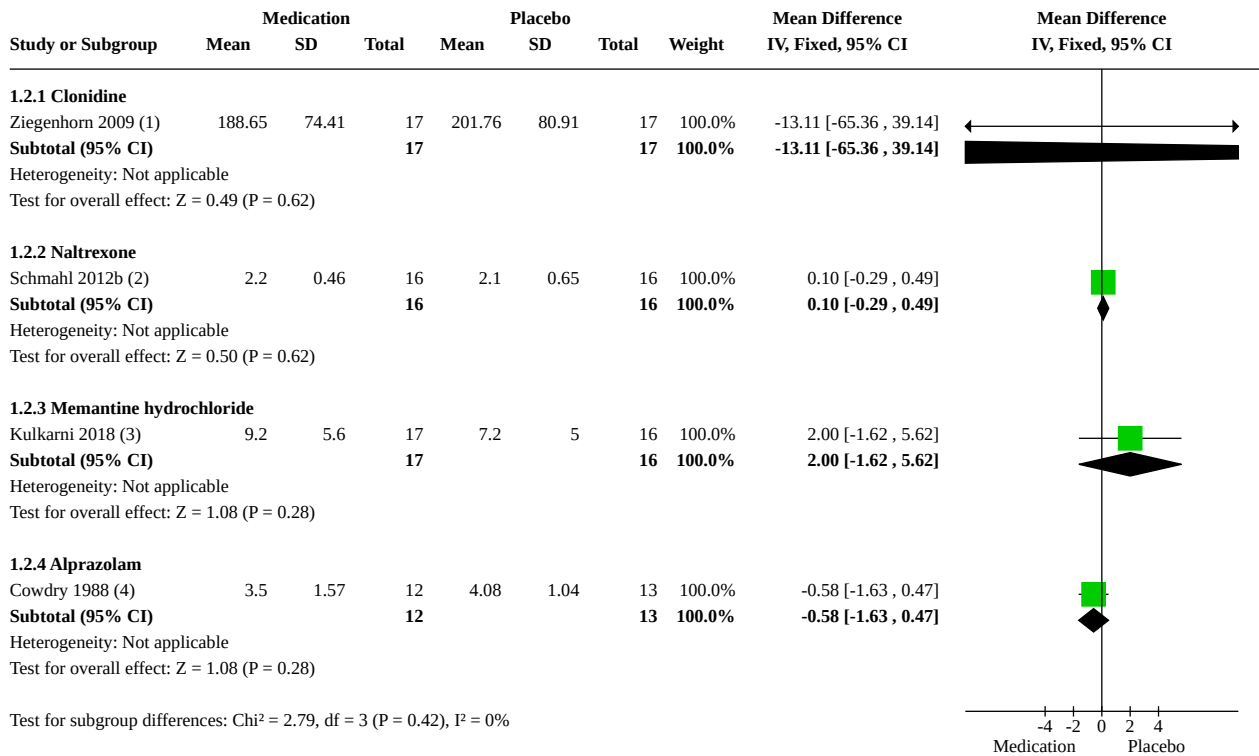 Medication Placebo Mean Difference Mean Difference
Study or Subgroup Mean SD Total Mean SD Total Weight IV, Fixed, 95% CI IV, Fixed, 95% CI
1.2.1 Clonidine
Ziegenhorn 2009 (1) 188.65 74.41 17 201.76 80.91 17 100.0% -13.11 [-65.36 , 39.14]
Subtotal (95% CI) 17 17 100.0% -13.11 [-65.36 , 39.14]
Heterogeneity: Not applicable
Test for overall effect: Z = 0.49 (P = 0.62)
1.2.2 Naltrexone
Schmahl 2012b (2) 2.2 0.46 16 2.1 0.65 16 100.0% 0.10 [-0.29 , 0.49]
Subtotal (95% CI) 16 16 100.0% 0.10 [-0.29 , 0.49]
Heterogeneity: Not applicable
Test for overall effect: Z = 0.50 (P = 0.62)
1.2.3 Memantine hydrochloride
Kulkarni 2018 (3) 9.2 5.6 17 7.2 5 16 100.0% 2.00 [-1.62 , 5.62]
Subtotal (95% CI) 17 16 100.0% 2.00 [-1.62 , 5.62]
Heterogeneity: Not applicable
Test for overall effect: Z = 1.08 (P = 0.28)
1.2.4 Alprazolam
Cowdry 1988 (4) 3.5 1.57 12 4.08 1.04 13 100.0% -0.58 [-1.63 , 0.47]
Subtotal (95% CI) 12 13 100.0% -0.58 [-1.63 , 0.47]
Heterogeneity: Not applicable
Test for overall effect: Z = 1.08 (P = 0.28)
Test for subgroup differences: Chi² = 2.79, df = 3 (P = 0.42), I² = 0%
-4 -2 0 2 4
Medication Placebo